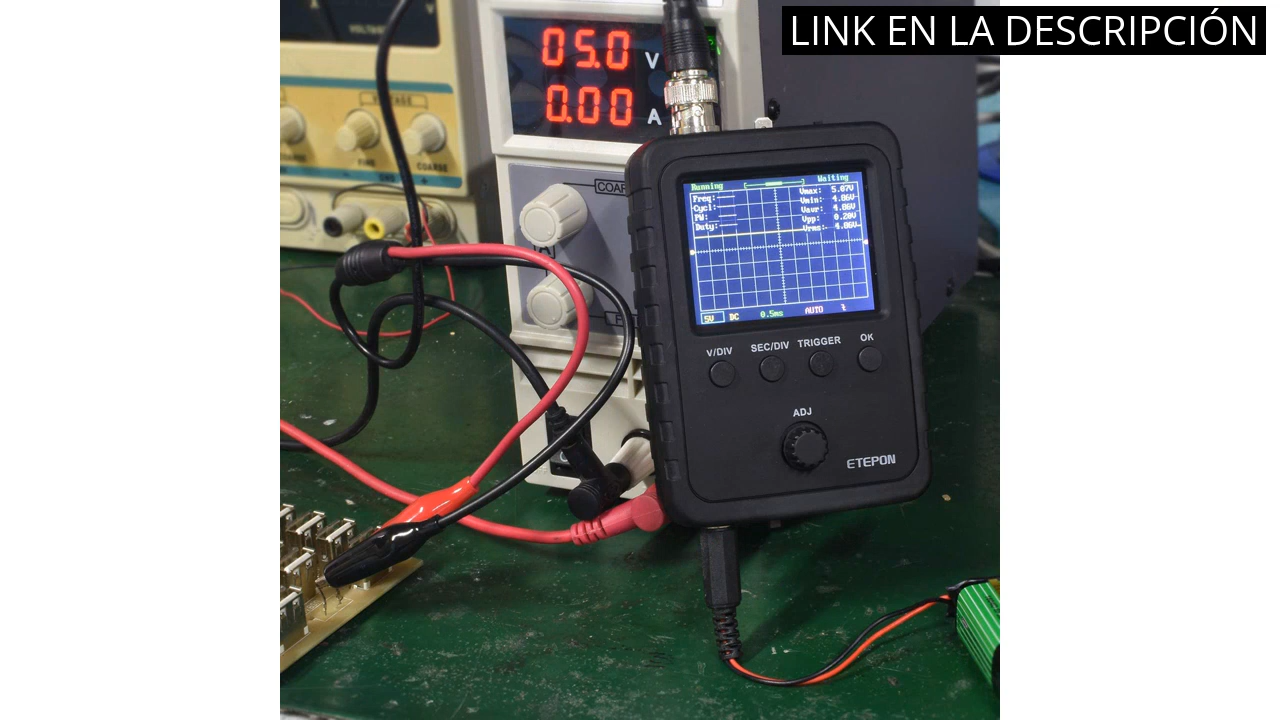 LINK EN LA DESCRIPCIÓN
05.0 V
0.00 A
VOLTAGE
FINE
COARSE
Running
Waiting
Freq:
Cycl:
PW:
Duty:
Vmax: 5.07V
Vmin: 4.86V
Vavr: 4.86V
Vpp: 0.20V
Vrms: 4.86V
5V DC 0.5ms AUTO
V/DIV SEC/DIV TRIGGER OK
ADJ
ETEPON